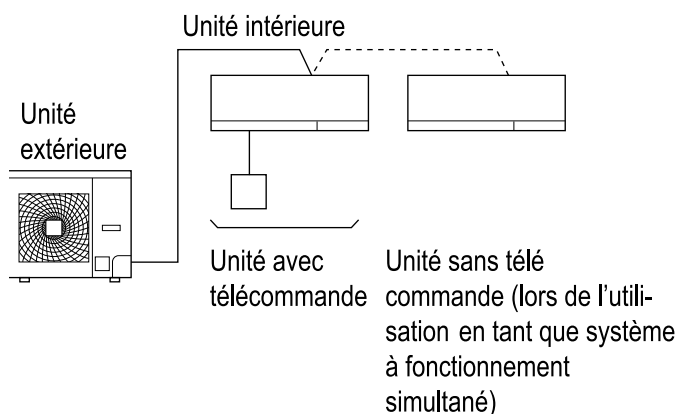 Unité intérieure
Unité
extérieure
Unité avec
télécommande
Unité sans télé
commande (lors de l'utili-
sation en tant que système
à fonctionnement
simultané)